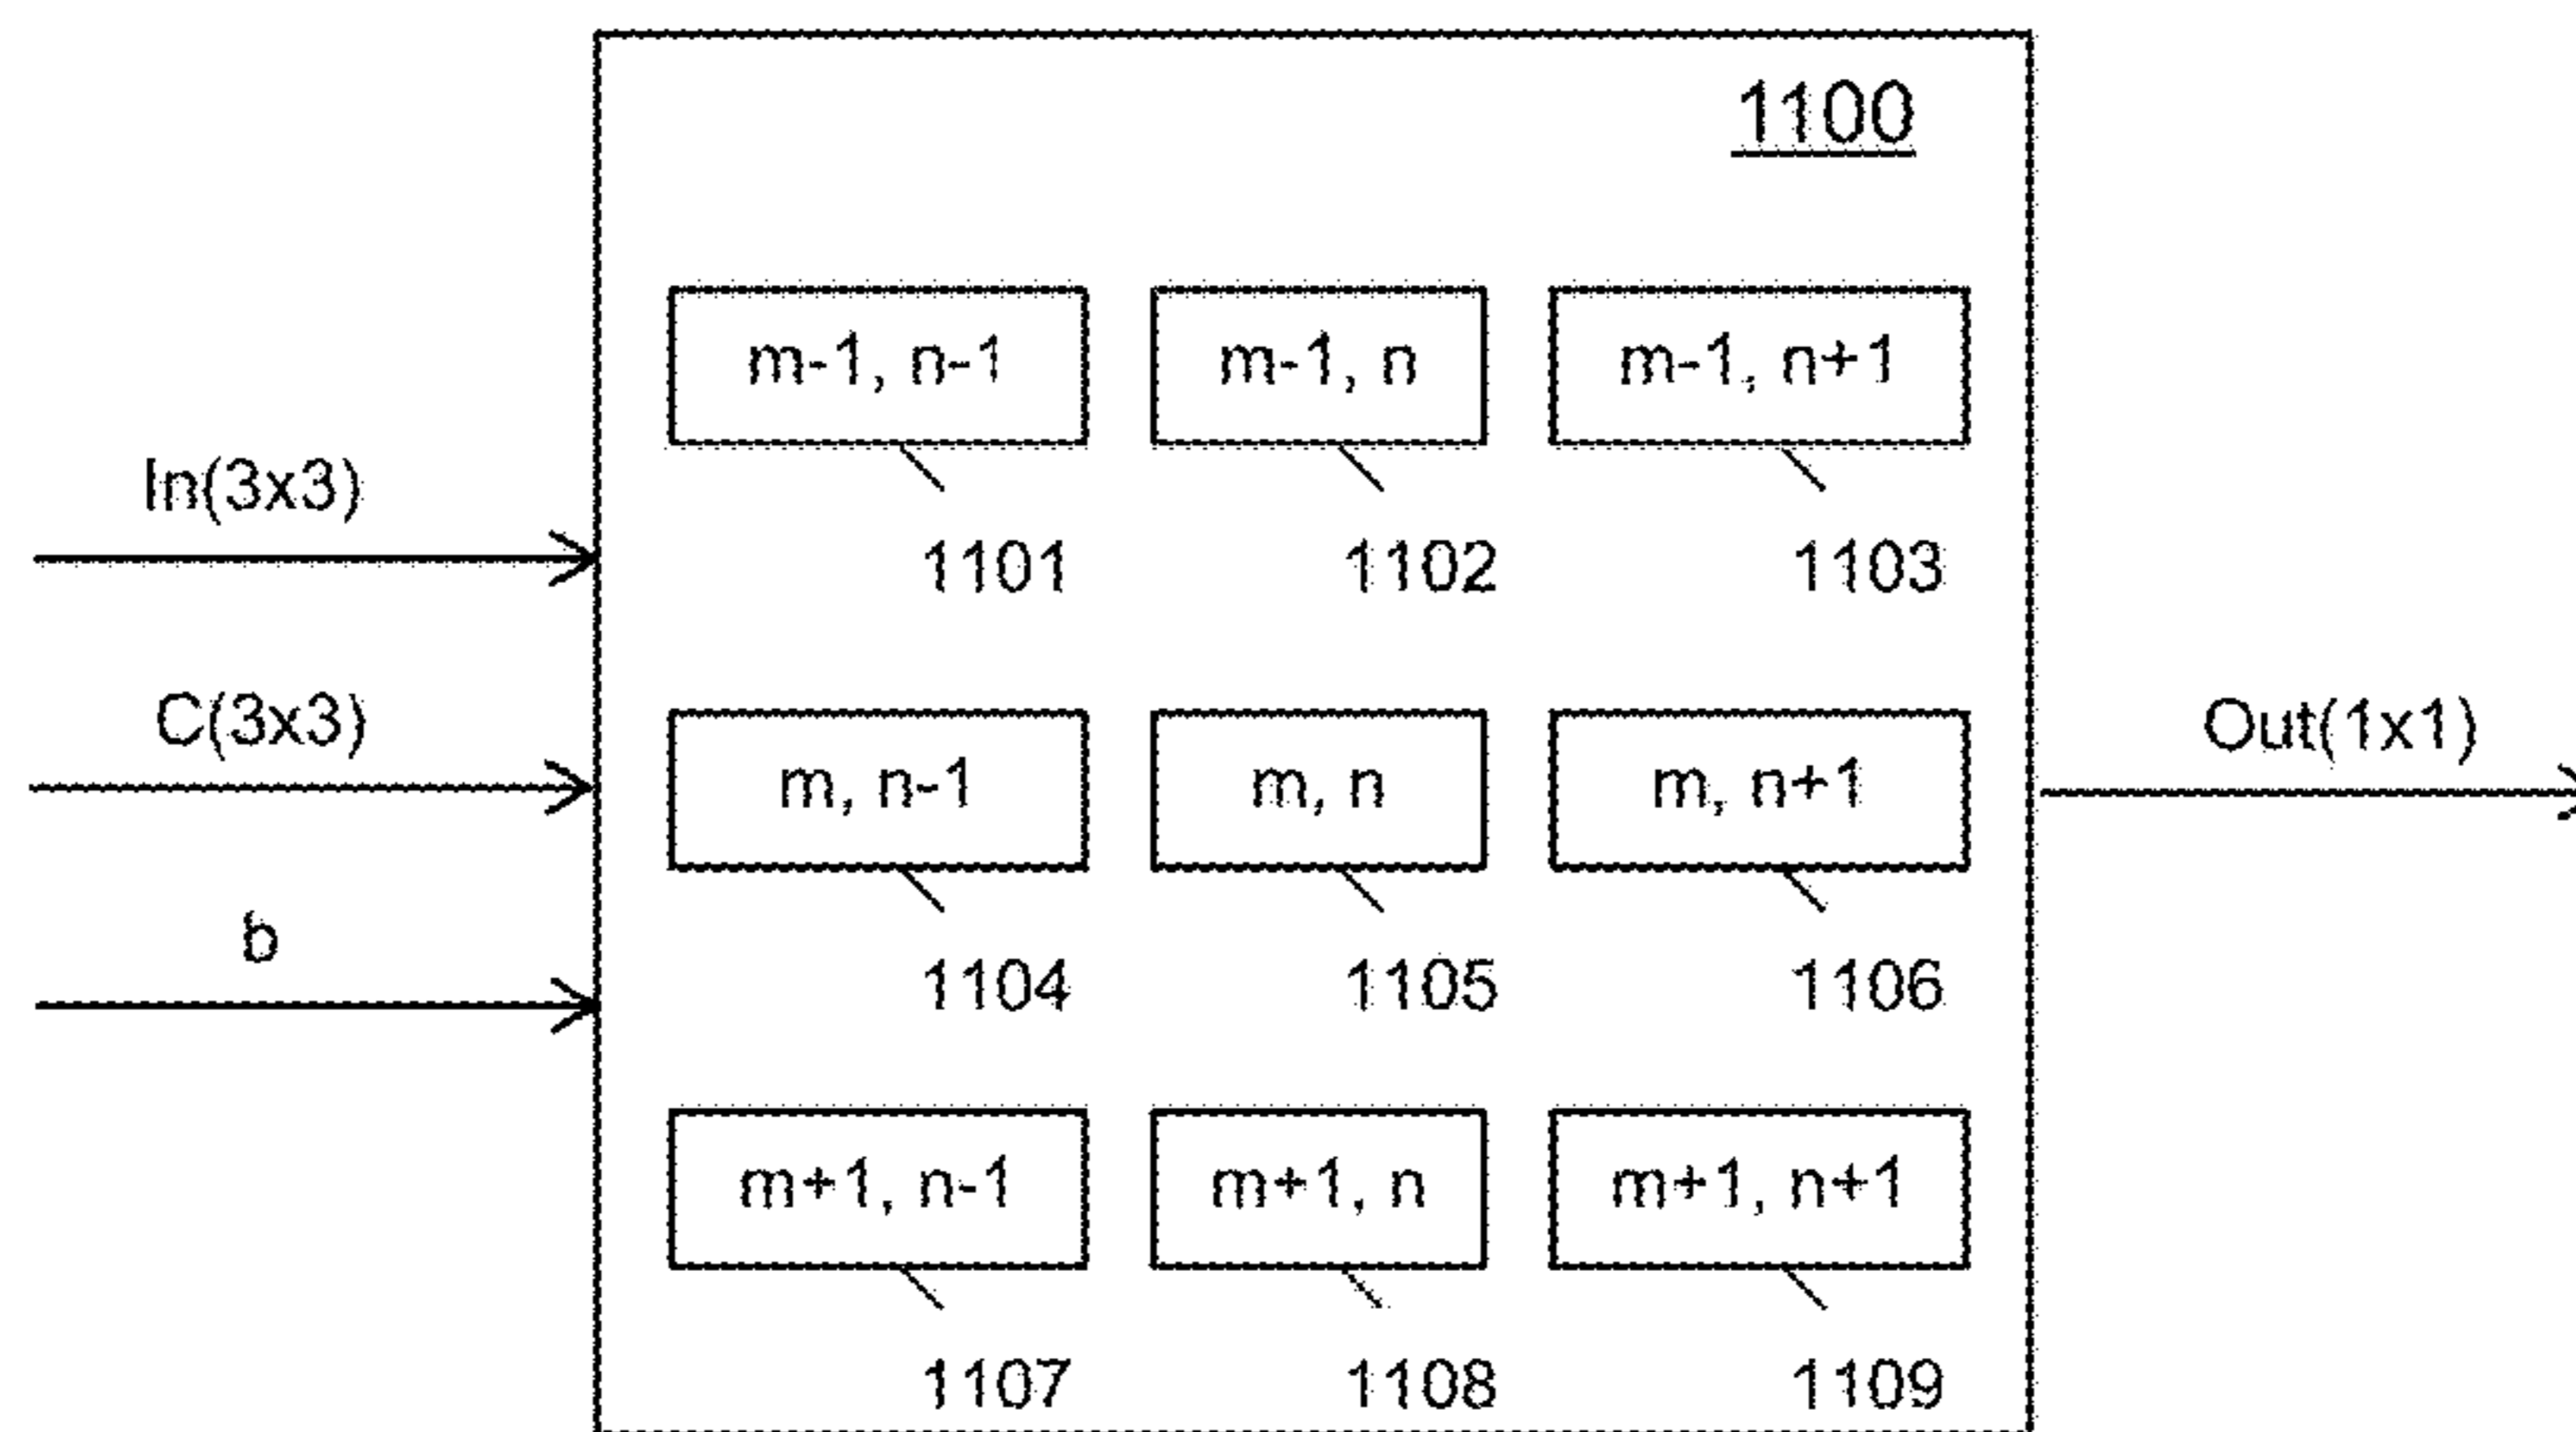 1100
m-1, n-1
m-1, n
m-1, n+1
In(3x3)
1101
1102
1103
C(3x3)
m, n-1
m, n
m, n+1
Out(1x1)
b
1104
1105
1106
m+1, n-1
m+1, n
m+1, n+1
1107
1108
1109